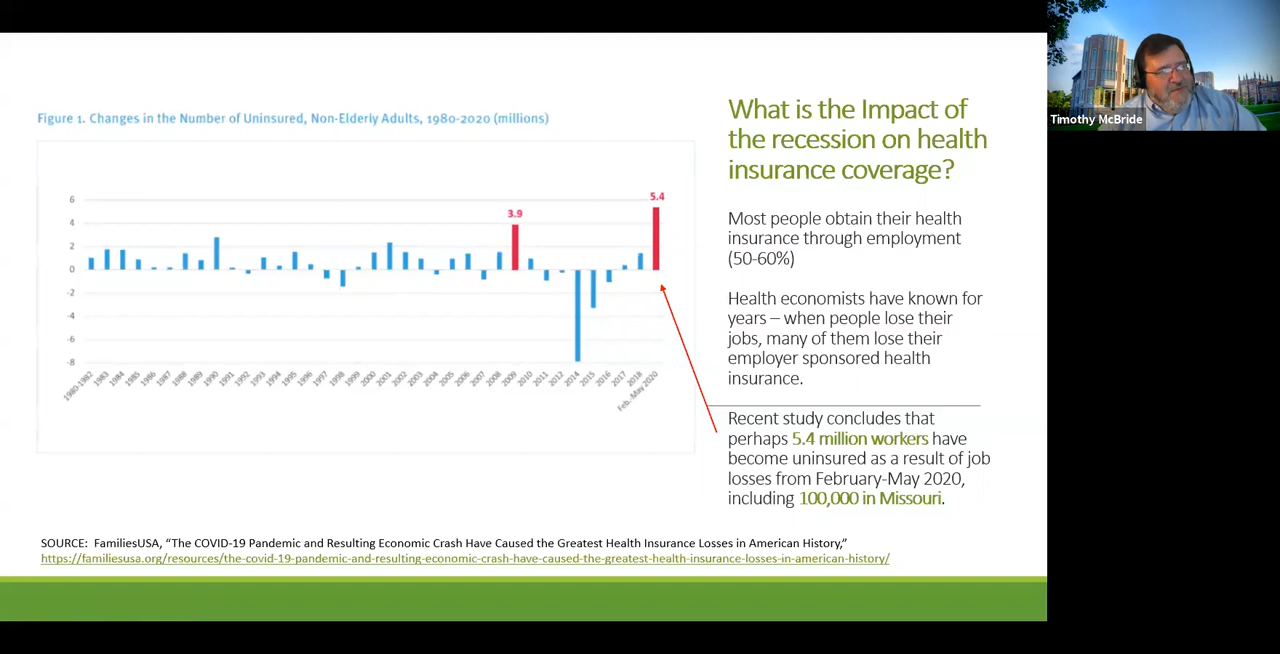 Timothy McBride
Figure 1. Changes in the Number of Uninsured, Non-Elderly Adults, 1980-2020 (millions)
6
4
2
0
-2
-4
-6
-8
3.9
5.4
1980-1982
1983
1984
1985
1986
1987
1988
1989
1990
1991
1992
1993
1994
1995
1996
1997
1998
1999
2000
2001
2002
2003
2004
2005
2006
2007
2008
2009
2010
2011
2012
2014
2015
2016
2017
2018
Feb.-May 2020
What is the Impact of
the recession on health
insurance coverage?
Most people obtain their health
insurance through employment
(50-60%)
Health economists have known for
years – when people lose their
jobs, many of them lose their
employer sponsored health
insurance.
Recent study concludes that
perhaps 5.4 million workers have
become uninsured as a result of job
losses from February-May 2020,
including 100,000 in Missouri.
SOURCE:  FamiliesUSA, “The COVID-19 Pandemic and Resulting Economic Crash Have Caused the Greatest Health Insurance Losses in American History,”
https://familiesusa.org/resources/the-covid-19-pandemic-and-resulting-economic-crash-have-caused-the-greatest-health-insurance-losses-in-american-history/